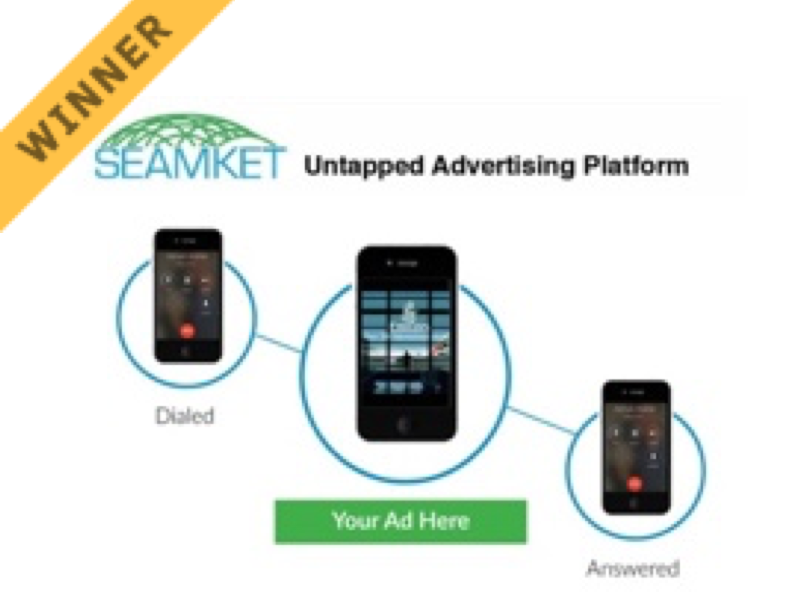 WINNER
SEAMKET Untapped Advertising Platform
Dialed
Your Ad Here
Answered